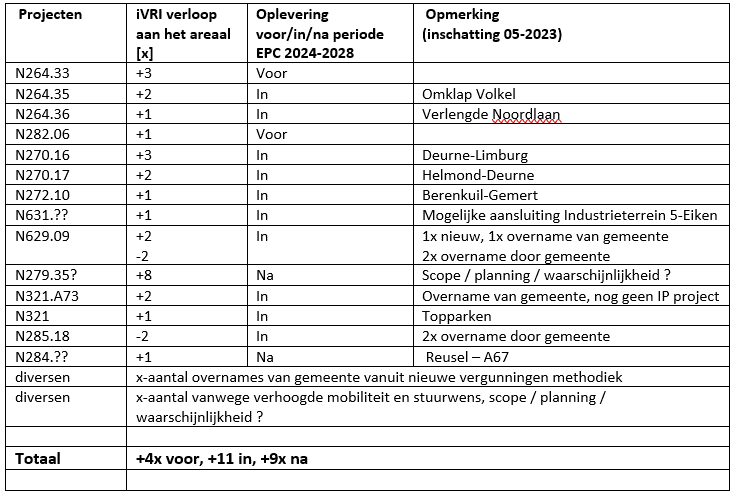 Projecten iVRI verloop aan het areaal [x] Oplevering voor/in/na periode EPC 2024-2028 Opmerking (inschatting 05-2023)
N264.33 +3 Voor
N264.35 +2 In Omklap Volkel
N264.36 +1 In Verlengde Noordlaan
N282.06 +1 Voor
N270.16 +3 In Deurne-Limburg
N270.17 +2 In Helmond-Deurne
N272.10 +1 In Berenkuil-Gemert
N631.?? +1 In Mogelijke aansluiting Industrieterrein 5-Eiken
N629.09 +2 In 1x nieuw, 1x overname van gemeente
-2 2x overname door gemeente
N279.35? +8 Na Scope / planning / waarschijnlijkheid ?
N321.A73 +2 In Overname van gemeente, nog geen IP project
N321 +1 In Topparken
N285.18 -2 In 2x overname door gemeente
N284.?? +1 Na Reusel – A67
diversen x-aantal overnames van gemeente vanuit nieuwe vergunningen methodiek
diversen x-aantal vanwege verhoogde mobiliteit en stuurwens, scope / planning /
waarschijnlijkheid ?
Totaal +4x voor, +11 in, +9x na